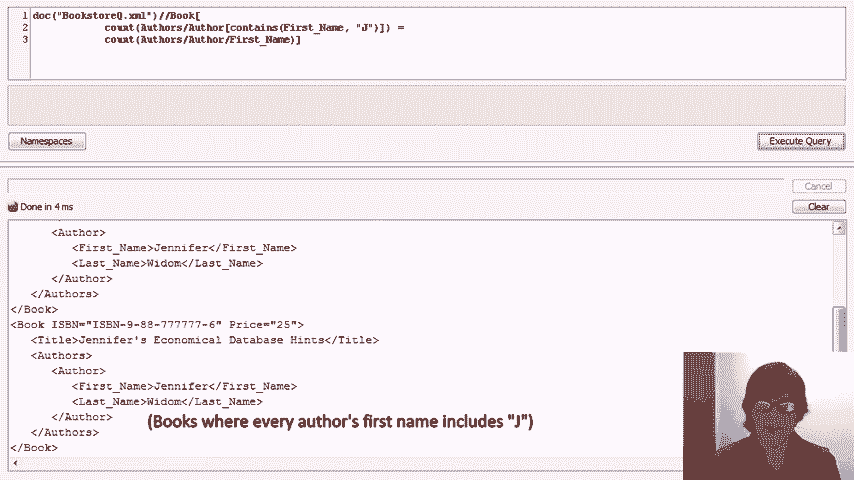 1 doc("BookstoreQ.xml")//Book[
2 count(Authors/Author[contains(First_Name, "J")]) =
3 count(Authors/Author/First_Name)]
Namespaces
Execute Query
Cancel
Done in 4 ms
Clear
<Author>
<First_Name>Jennifer</First_Name>
<Last_Name>Widom</Last_Name>
</Author>
</Authors>
</Book>
<Book ISBN="ISBN-9-88-777777-6" Price="25">
<Title>Jennifer's Economical Database Hints</Title>
<Authors>
<Author>
<First_Name>Jennifer</First_Name>
<Last_Name>Widom</Last_Name>
</Author>
(Books where every author's first name includes "J")
</Authors>
</Book>